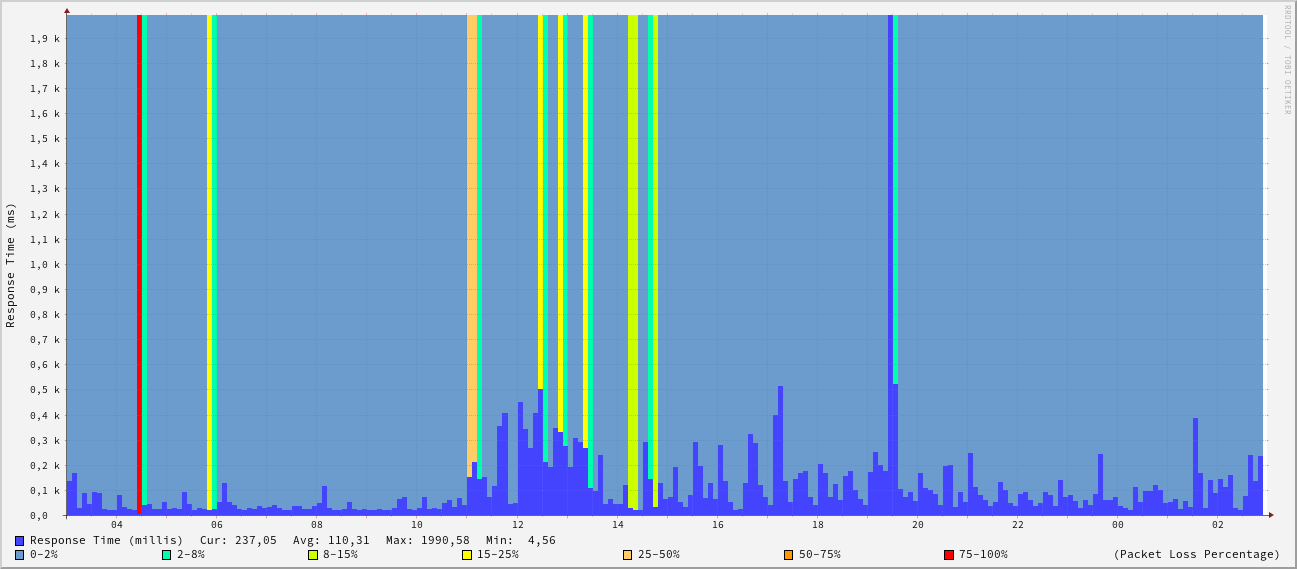 RRDTOOL / TOBI OETIKER
Response Time (ms)
1,9 k
1,8 k
1,7 k
1,6 k
1,5 k
1,4 k
1,3 k
1,2 k
1,1 k
1,0 k
0,9 k
0,8 k
0,7 k
0,6 k
0,5 k
0,4 k
0,3 k
0,2 k
0,1 k
0,0
04 06 08 10 12 14 16 18 20 22 00 02
Response Time (millis) Cur: 237,05 Avg: 110,31 Max: 1990,58 Min: 4,56
0-2% 2-8% 8-15% 15-25% 25-50% 50-75% 75-100% (Packet Loss Percentage)